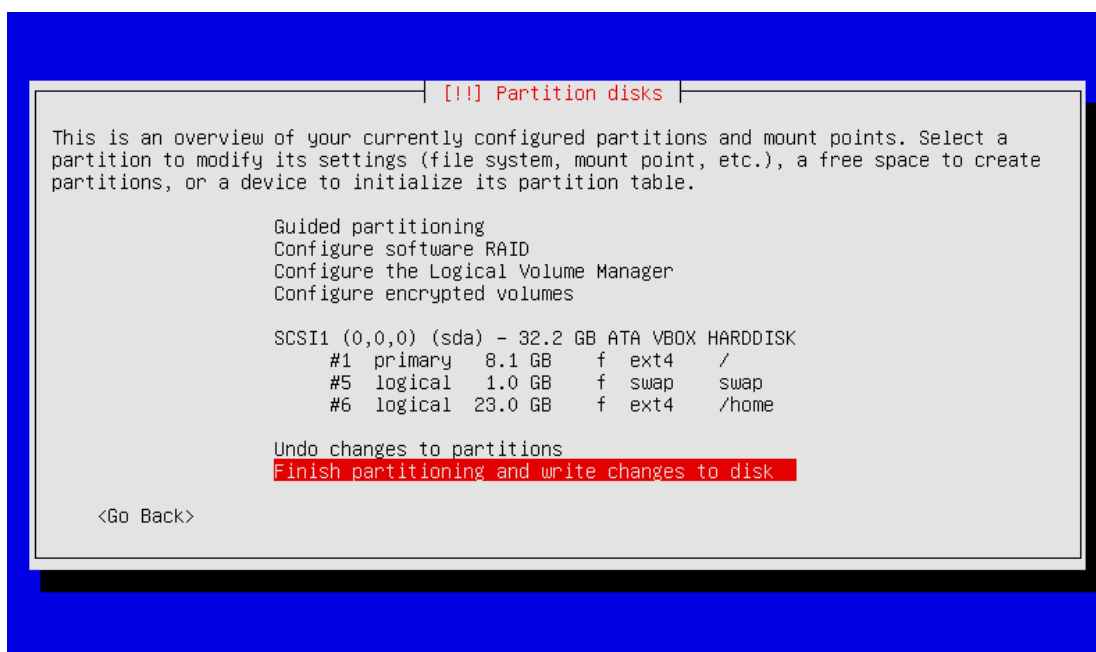 [!!] Partition disks
This is an overview of your currently configured partitions and mount points. Select a
partition to modify its settings (file system, mount point, etc.), a free space to create
partitions, or a device to initialize its partition table.
Guided partitioning
Configure software RAID
Configure the Logical Volume Manager
Configure encrypted volumes
SCSI1 (0,0,0) (sda) - 32.2 GB ATA VBOX HARDDISK
#1 primary 8.1 GB f ext4 /
#5 logical 1.0 GB f swap swap
#6 logical 23.0 GB f ext4 /home
Undo changes to partitions
Finish partitioning and write changes to disk
<Go Back>